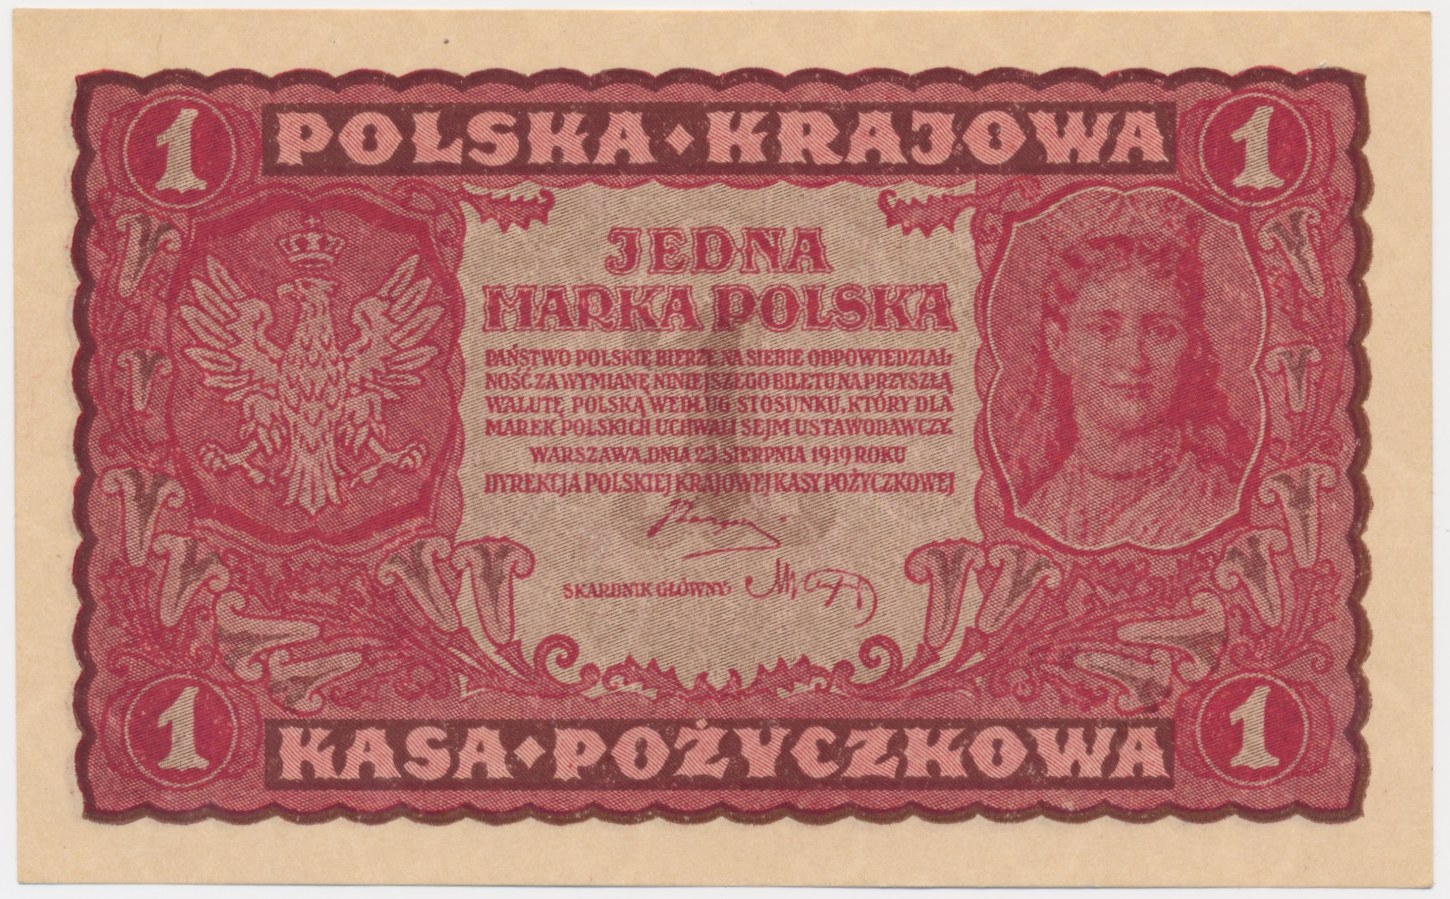 1 POLSKA • KRAJOWA 1
JEDNA
MARKA POLSKA
PAŃSTWO POLSKIE BIERZE NA SIEBIE ODPOWIEDZIAL-
NOŚĆ ZA WYMIANĘ NINIEJSZEGO BILETU NA PRZYSZŁĄ
WALUTĘ POLSKĄ WEDŁUG STOSUNKU, KTÓRY DLA
MAREK POLSKICH UCHWALI SEJM USTAWODAWCZY.
WARSZAWA, DNIA 23 SIERPNIA 1919 ROKU
DYREKCJA POLSKIEJ KRAJOWEJ KASY POŻYCZKOWEJ
SKARBNIK GŁÓWNY:
1 KASA • POŻYCZKOWA 1